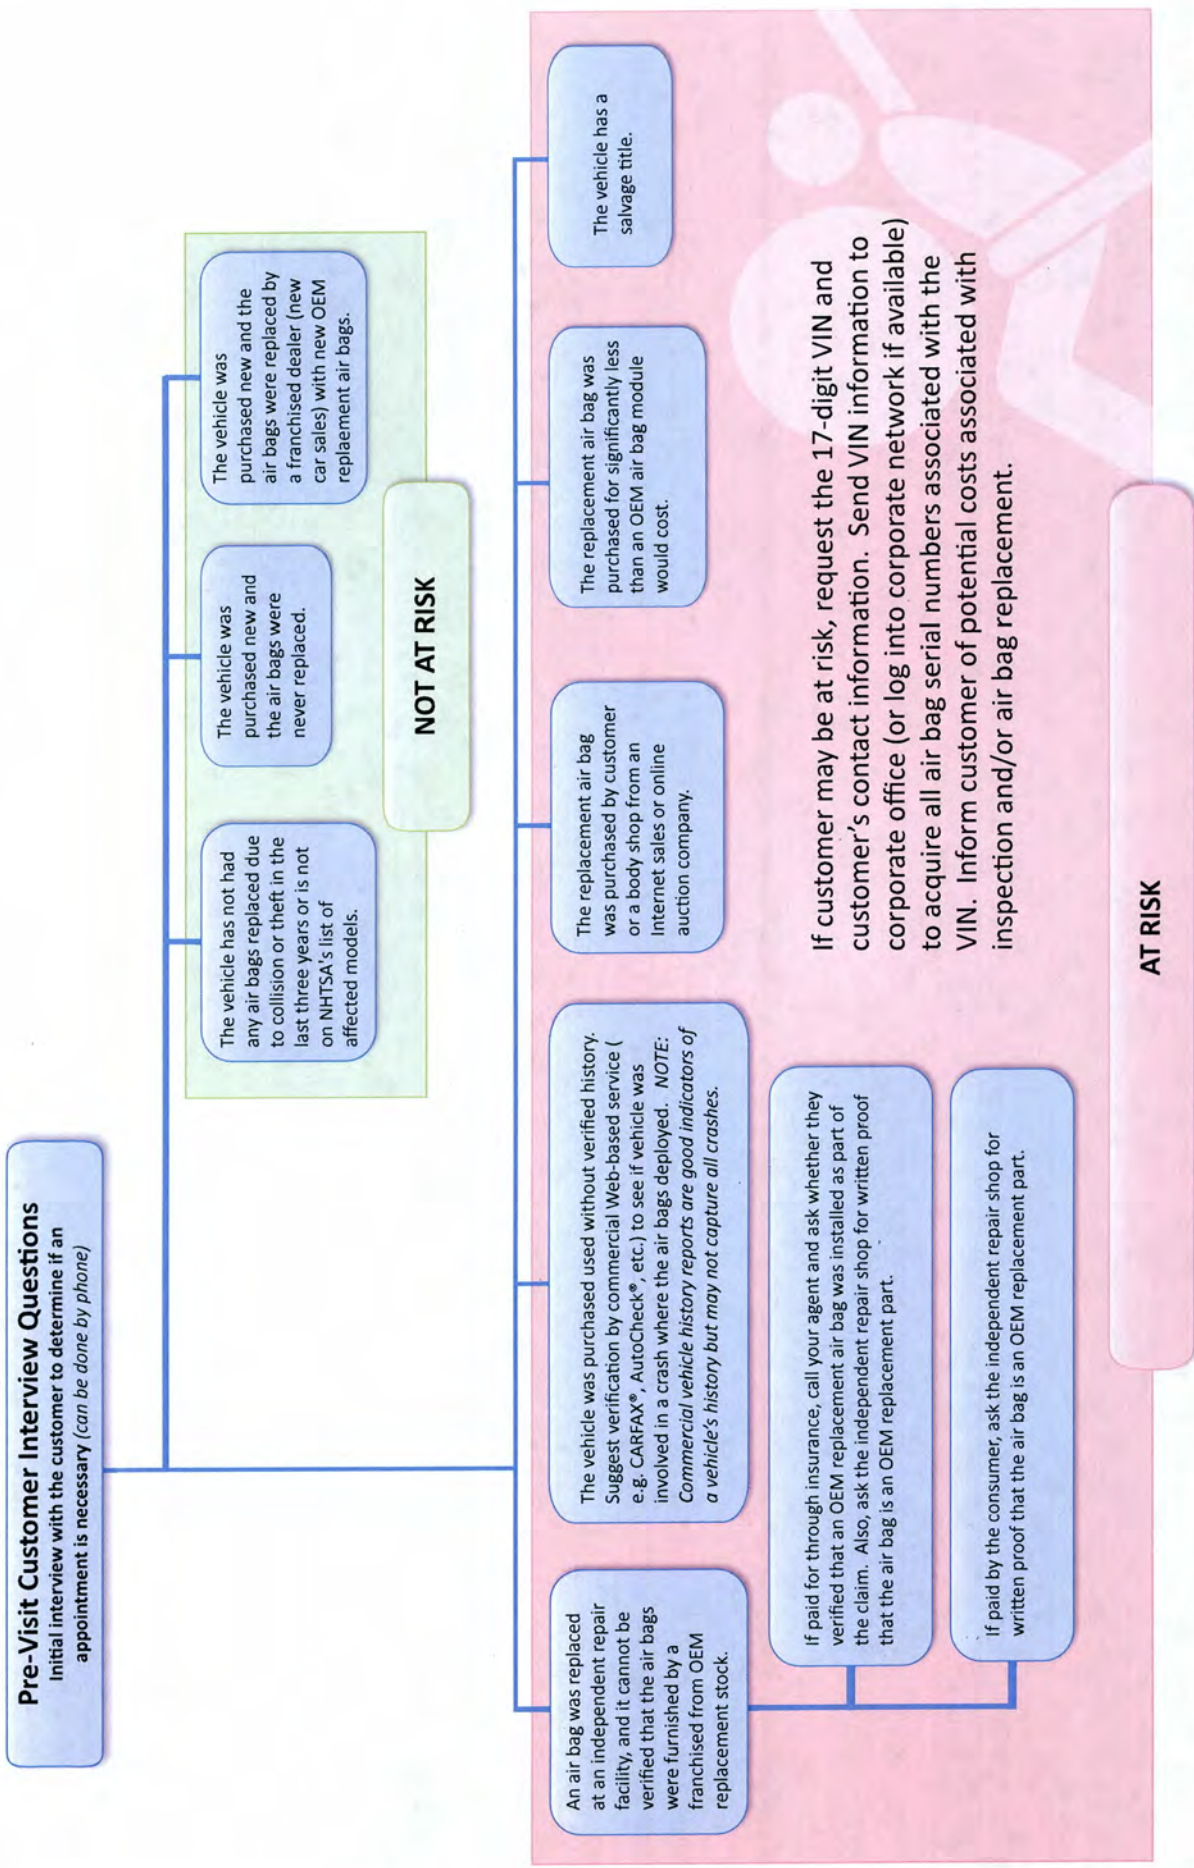 Pre-Visit Customer Interview Questions
Initial interview with the customer to determine if an
appointment is necessary (can be done by phone)
The vehicle has not had
any air bags replaced due
to collision or theft in the
last three years or is not
on NHTSA's list of
affected models.
The vehicle was
purchased new and
the air bags were
never replaced.
The vehicle was
purchased new and the
air bags were replaced by
a franchised dealer (new
car sales) with new OEM
replaement air bags.
NOT AT RISK
An air bag was replaced
at an independent repair
facility, and it cannot be
verified that the air bags
were furnished by a
franchised from OEM
replacement stock.
The vehicle was purchased used without verified history.
Suggest verification by commercial Web-based service (
e.g. CARFAX®, AutoCheck®, etc.) to see if vehicle was
involved in a crash where the air bags deployed. NOTE:
Commercial vehicle history reports are good indicators of
a vehicle's history but may not capture all crashes.
The replacement air bag
was purchased by customer
or a body shop from an
Internet sales or online
auction company.
The replacement air bag was
purchased for significantly less
than an OEM air bag module
would cost.
The vehicle has a
salvage title.
If paid for through insurance, call your agent and ask whether they
verified that an OEM replacement air bag was installed as part of
the claim. Also, ask the independent repair shop for written proof
that the air bag is an OEM replacement part.
If paid by the consumer, ask the independent repair shop for
written proof that the air bag is an OEM replacement part.
If customer may be at risk, request the 17-digit VIN and
customer's contact information. Send VIN information to
corporate office (or log into corporate network if available)
to acquire all air bag serial numbers associated with the
VIN. Inform customer of potential costs associated with
inspection and/or air bag replacement.
AT RISK